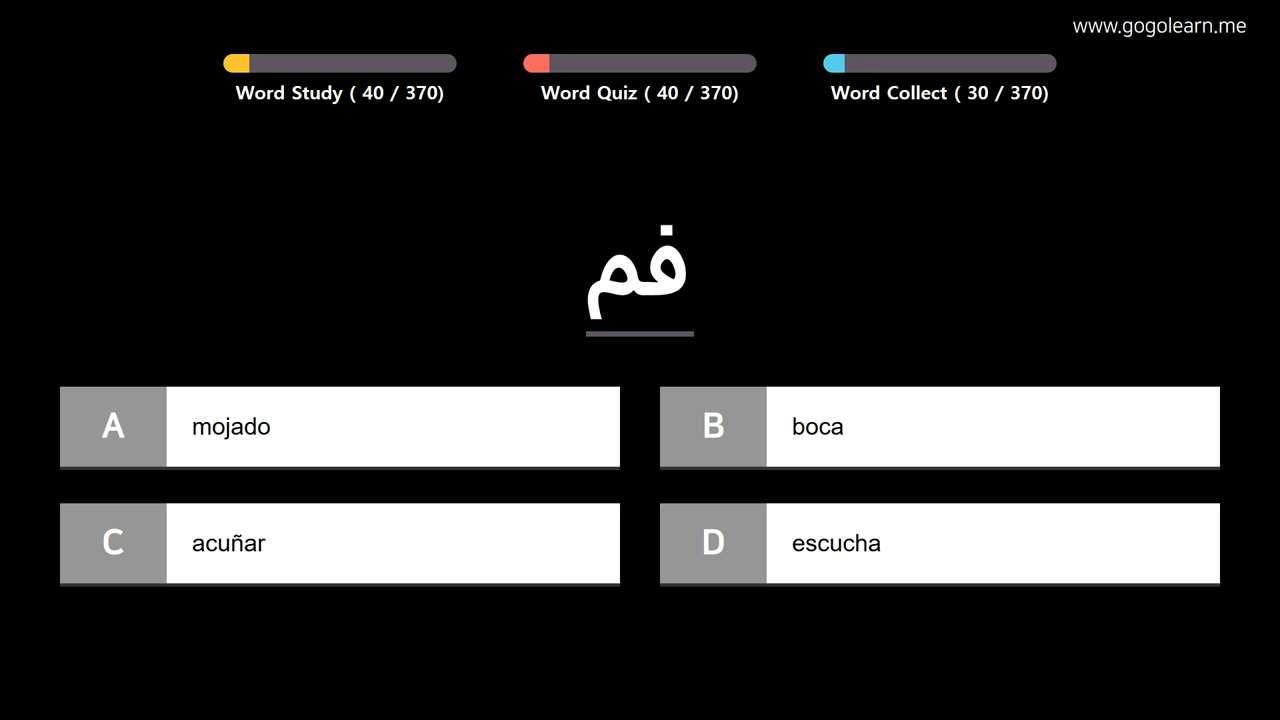 www.gogolearn.me
Word Study ( 40 / 370)
Word Quiz ( 40 / 370)
Word Collect ( 30 / 370)
فم
A mojado
B boca
C acuñar
D escucha